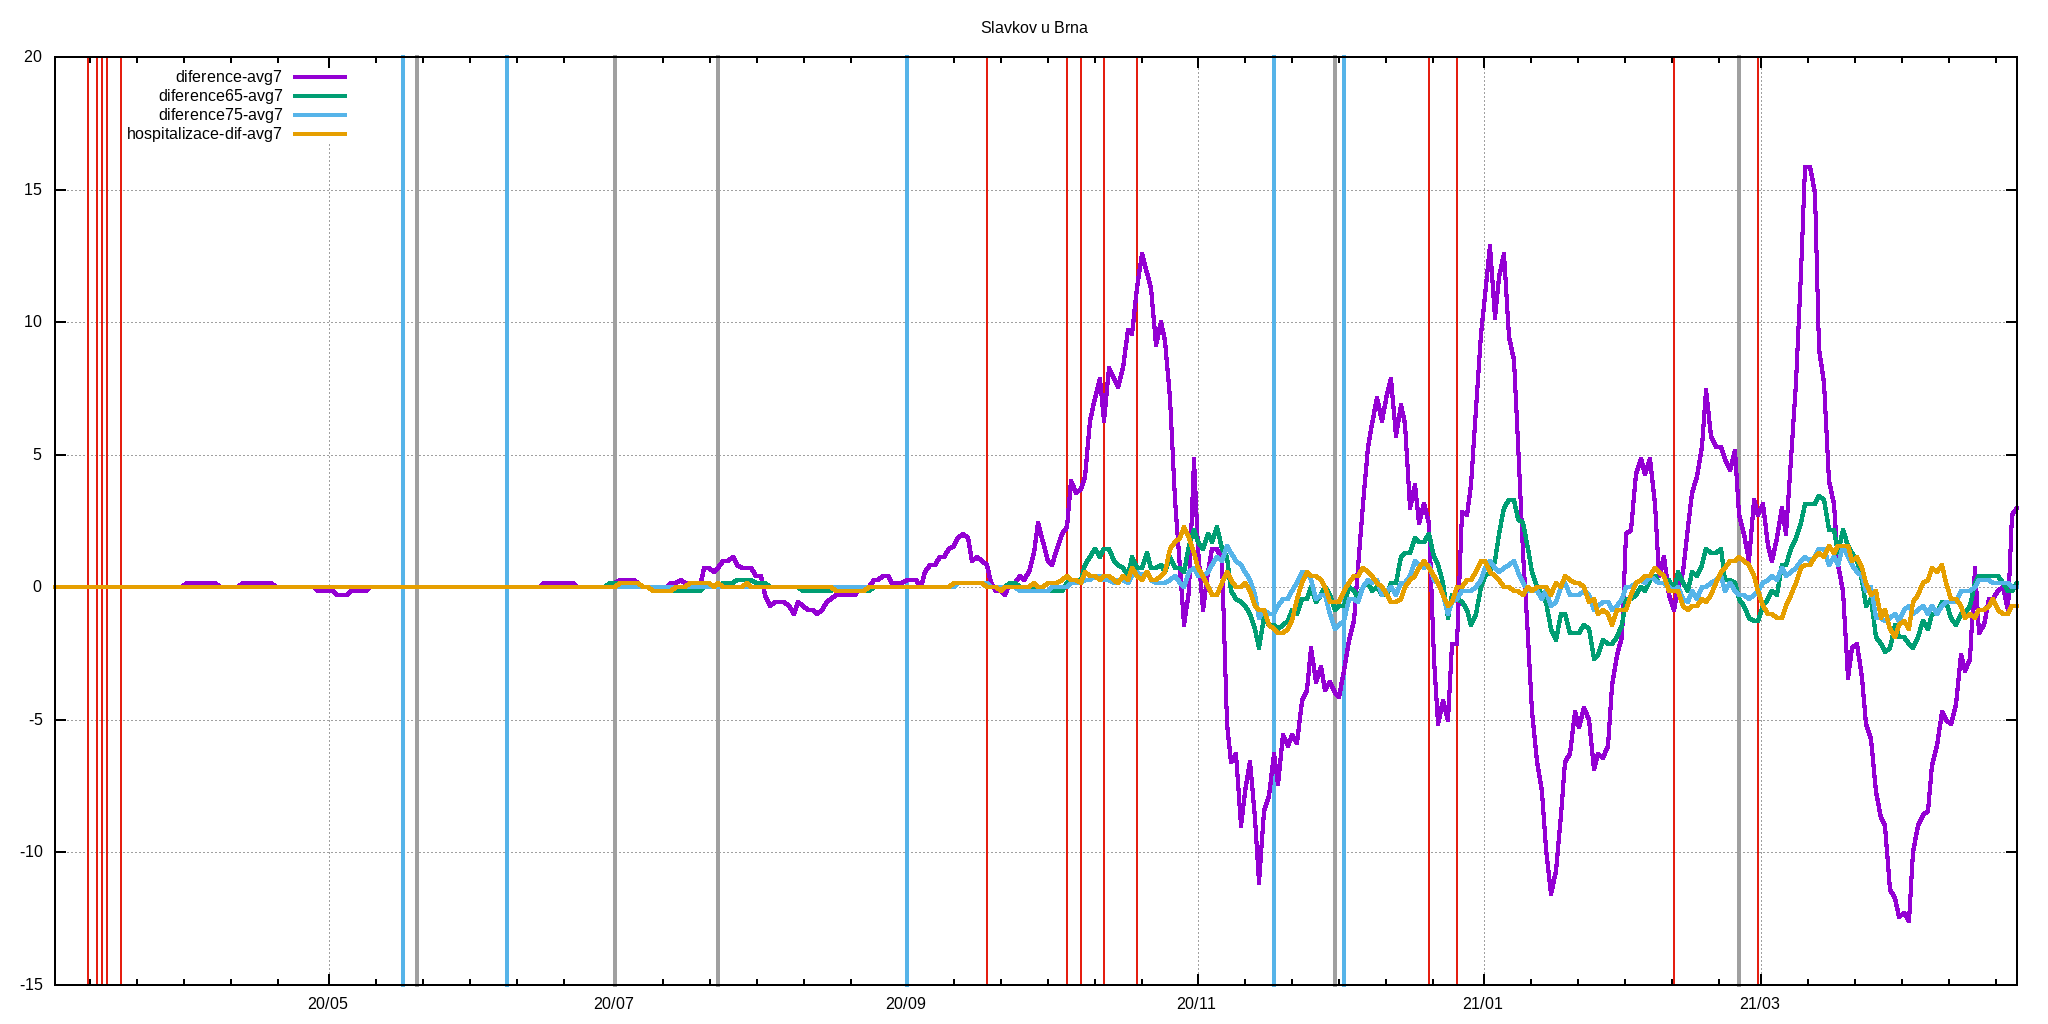 Slavkov u Brna
diference-avg7
diference65-avg7
diference75-avg7
hospitalizace-dif-avg7
20
15
10
5
0
-5
-10
-15
20/05 20/07 20/09 20/11 21/01 21/03